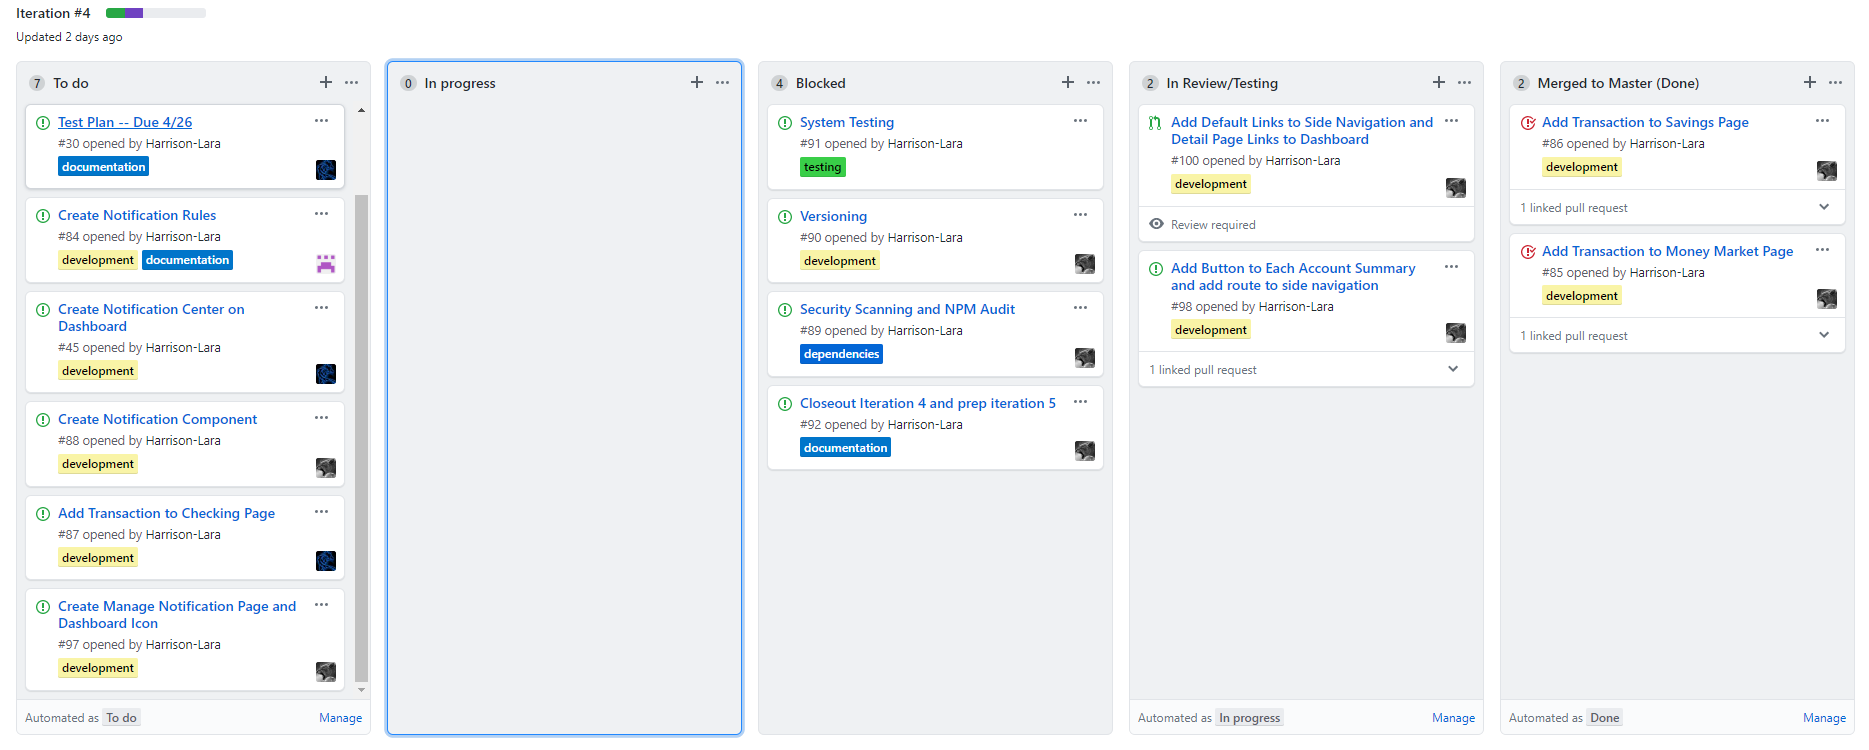 Iteration #4
Updated 2 days ago
7 To do
Test Plan -- Due 4/26
#30 opened by Harrison-Lara
documentation
Create Notification Rules
#84 opened by Harrison-Lara
development documentation
Create Notification Center on
Dashboard
#45 opened by Harrison-Lara
development
Create Notification Component
#88 opened by Harrison-Lara
development
Add Transaction to Checking Page
#87 opened by Harrison-Lara
development
Create Manage Notification Page and
Dashboard Icon
#97 opened by Harrison-Lara
development
Automated as To do Manage
0 In progress
4 Blocked
System Testing
#91 opened by Harrison-Lara
testing
Versioning
#90 opened by Harrison-Lara
development
Security Scanning and NPM Audit
#89 opened by Harrison-Lara
dependencies
Closeout Iteration 4 and prep iteration 5
#92 opened by Harrison-Lara
documentation
2 In Review/Testing
Add Default Links to Side Navigation and
Detail Page Links to Dashboard
#100 opened by Harrison-Lara
development
Review required
Add Button to Each Account Summary
and add route to side navigation
#98 opened by Harrison-Lara
development
1 linked pull request
Automated as In progress Manage
2 Merged to Master (Done)
Add Transaction to Savings Page
#86 opened by Harrison-Lara
development
1 linked pull request
Add Transaction to Money Market Page
#85 opened by Harrison-Lara
development
1 linked pull request
Automated as Done Manage